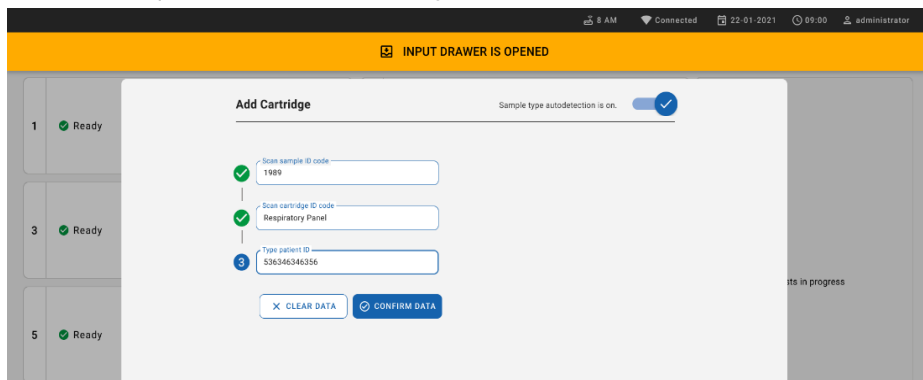 8 AM Connected 22-01-2021 09:00 administrator
INPUT DRAWER IS OPENED
Add Cartridge Sample type autodetection is on.
1 Ready
Scan sample ID code
1989
Scan cartridge ID code
Respiratory Panel
3 Ready
Type patient ID
3 536346346356
sts in progress
CLEAR DATA CONFIRM DATA
5 Ready